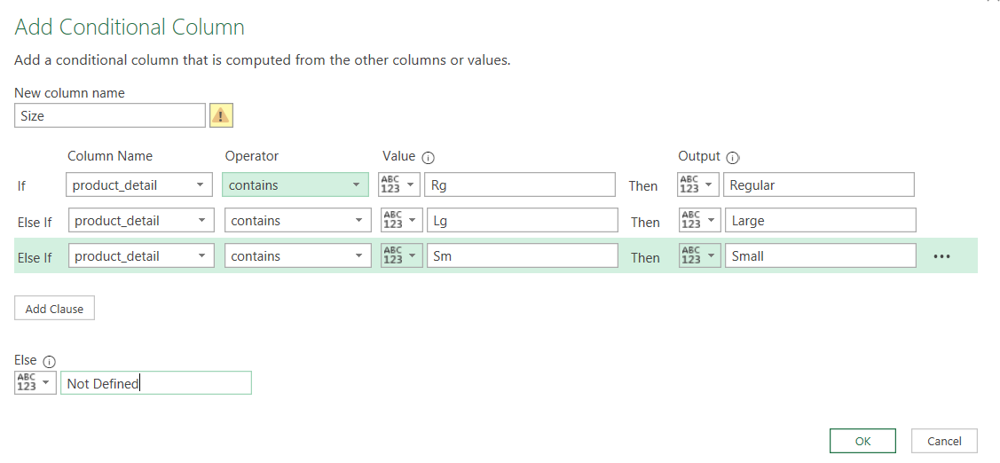 Add Conditional Column
Add a conditional column that is computed from the other columns or values.
New column name
Size
Column Name Operator Value Output
If product_detail contains ABC 123 Rg Then ABC 123 Regular
Else If product_detail contains ABC 123 Lg Then ABC 123 Large
Else If product_detail contains ABC 123 Sm Then ABC 123 Small ...
Add Clause
Else
ABC 123 Not Defined
OK Cancel